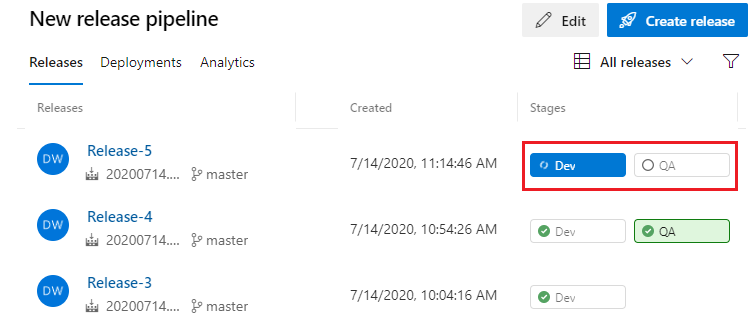 New release pipeline
Edit
Create release
Releases
Deployments
Analytics
All releases
Releases
Created
Stages
DW
Release-5
20200714....
master
7/14/2020, 11:14:46 AM
Dev
QA
DW
Release-4
20200714....
master
7/14/2020, 10:54:26 AM
Dev
QA
DW
Release-3
20200714....
master
7/14/2020, 10:04:16 AM
Dev